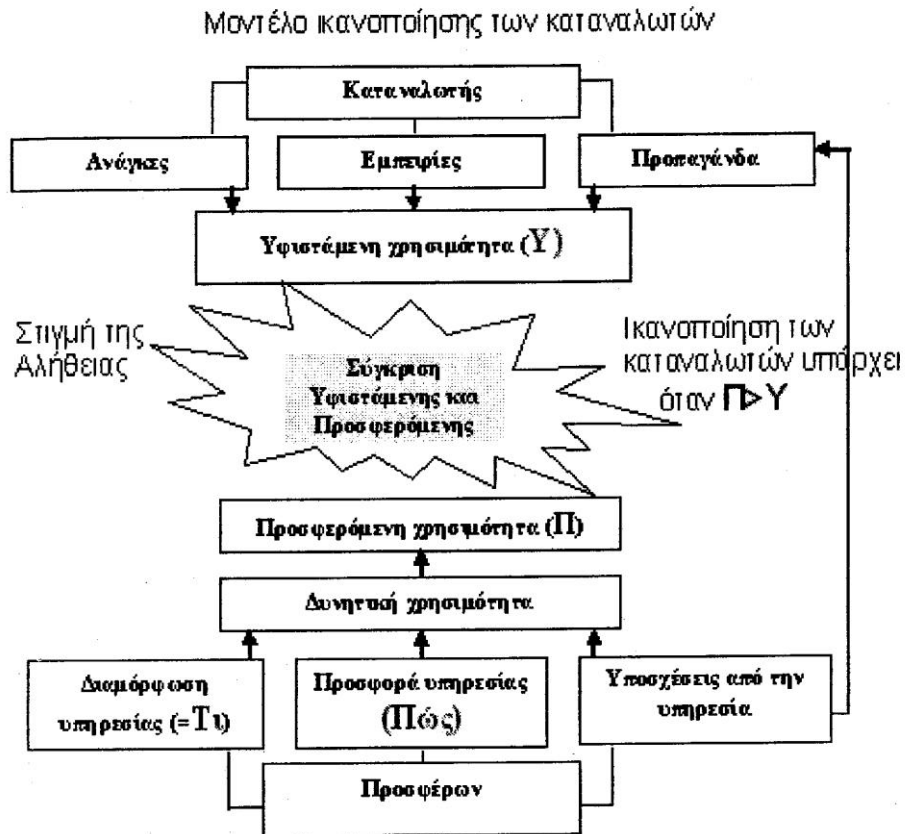 Μοντέλο ικανοποίησης των καταναλωτών
Καταναλωτής
Ανάγκες
Εμπειρίες
Προπαγάνδα
Υφιστάμενη χρησιμότητα (Υ)
Στιγμή της
Αλήθειας
Σύγκριση
Υφιστάμενης και
Προσφερόμενης
Ικανοποίηση των
καταναλωτών υπάρχει
όταν Π>Υ
Προσφερόμενη χρησιμότητα (Π)
Δυνητική χρησιμότητα
Διαμόρφωση
υπηρεσίας (=Τι)
Προσφορά υπηρεσίας
(Πώς)
Υποσχέσεις από την
υπηρεσία
Προσφέρων